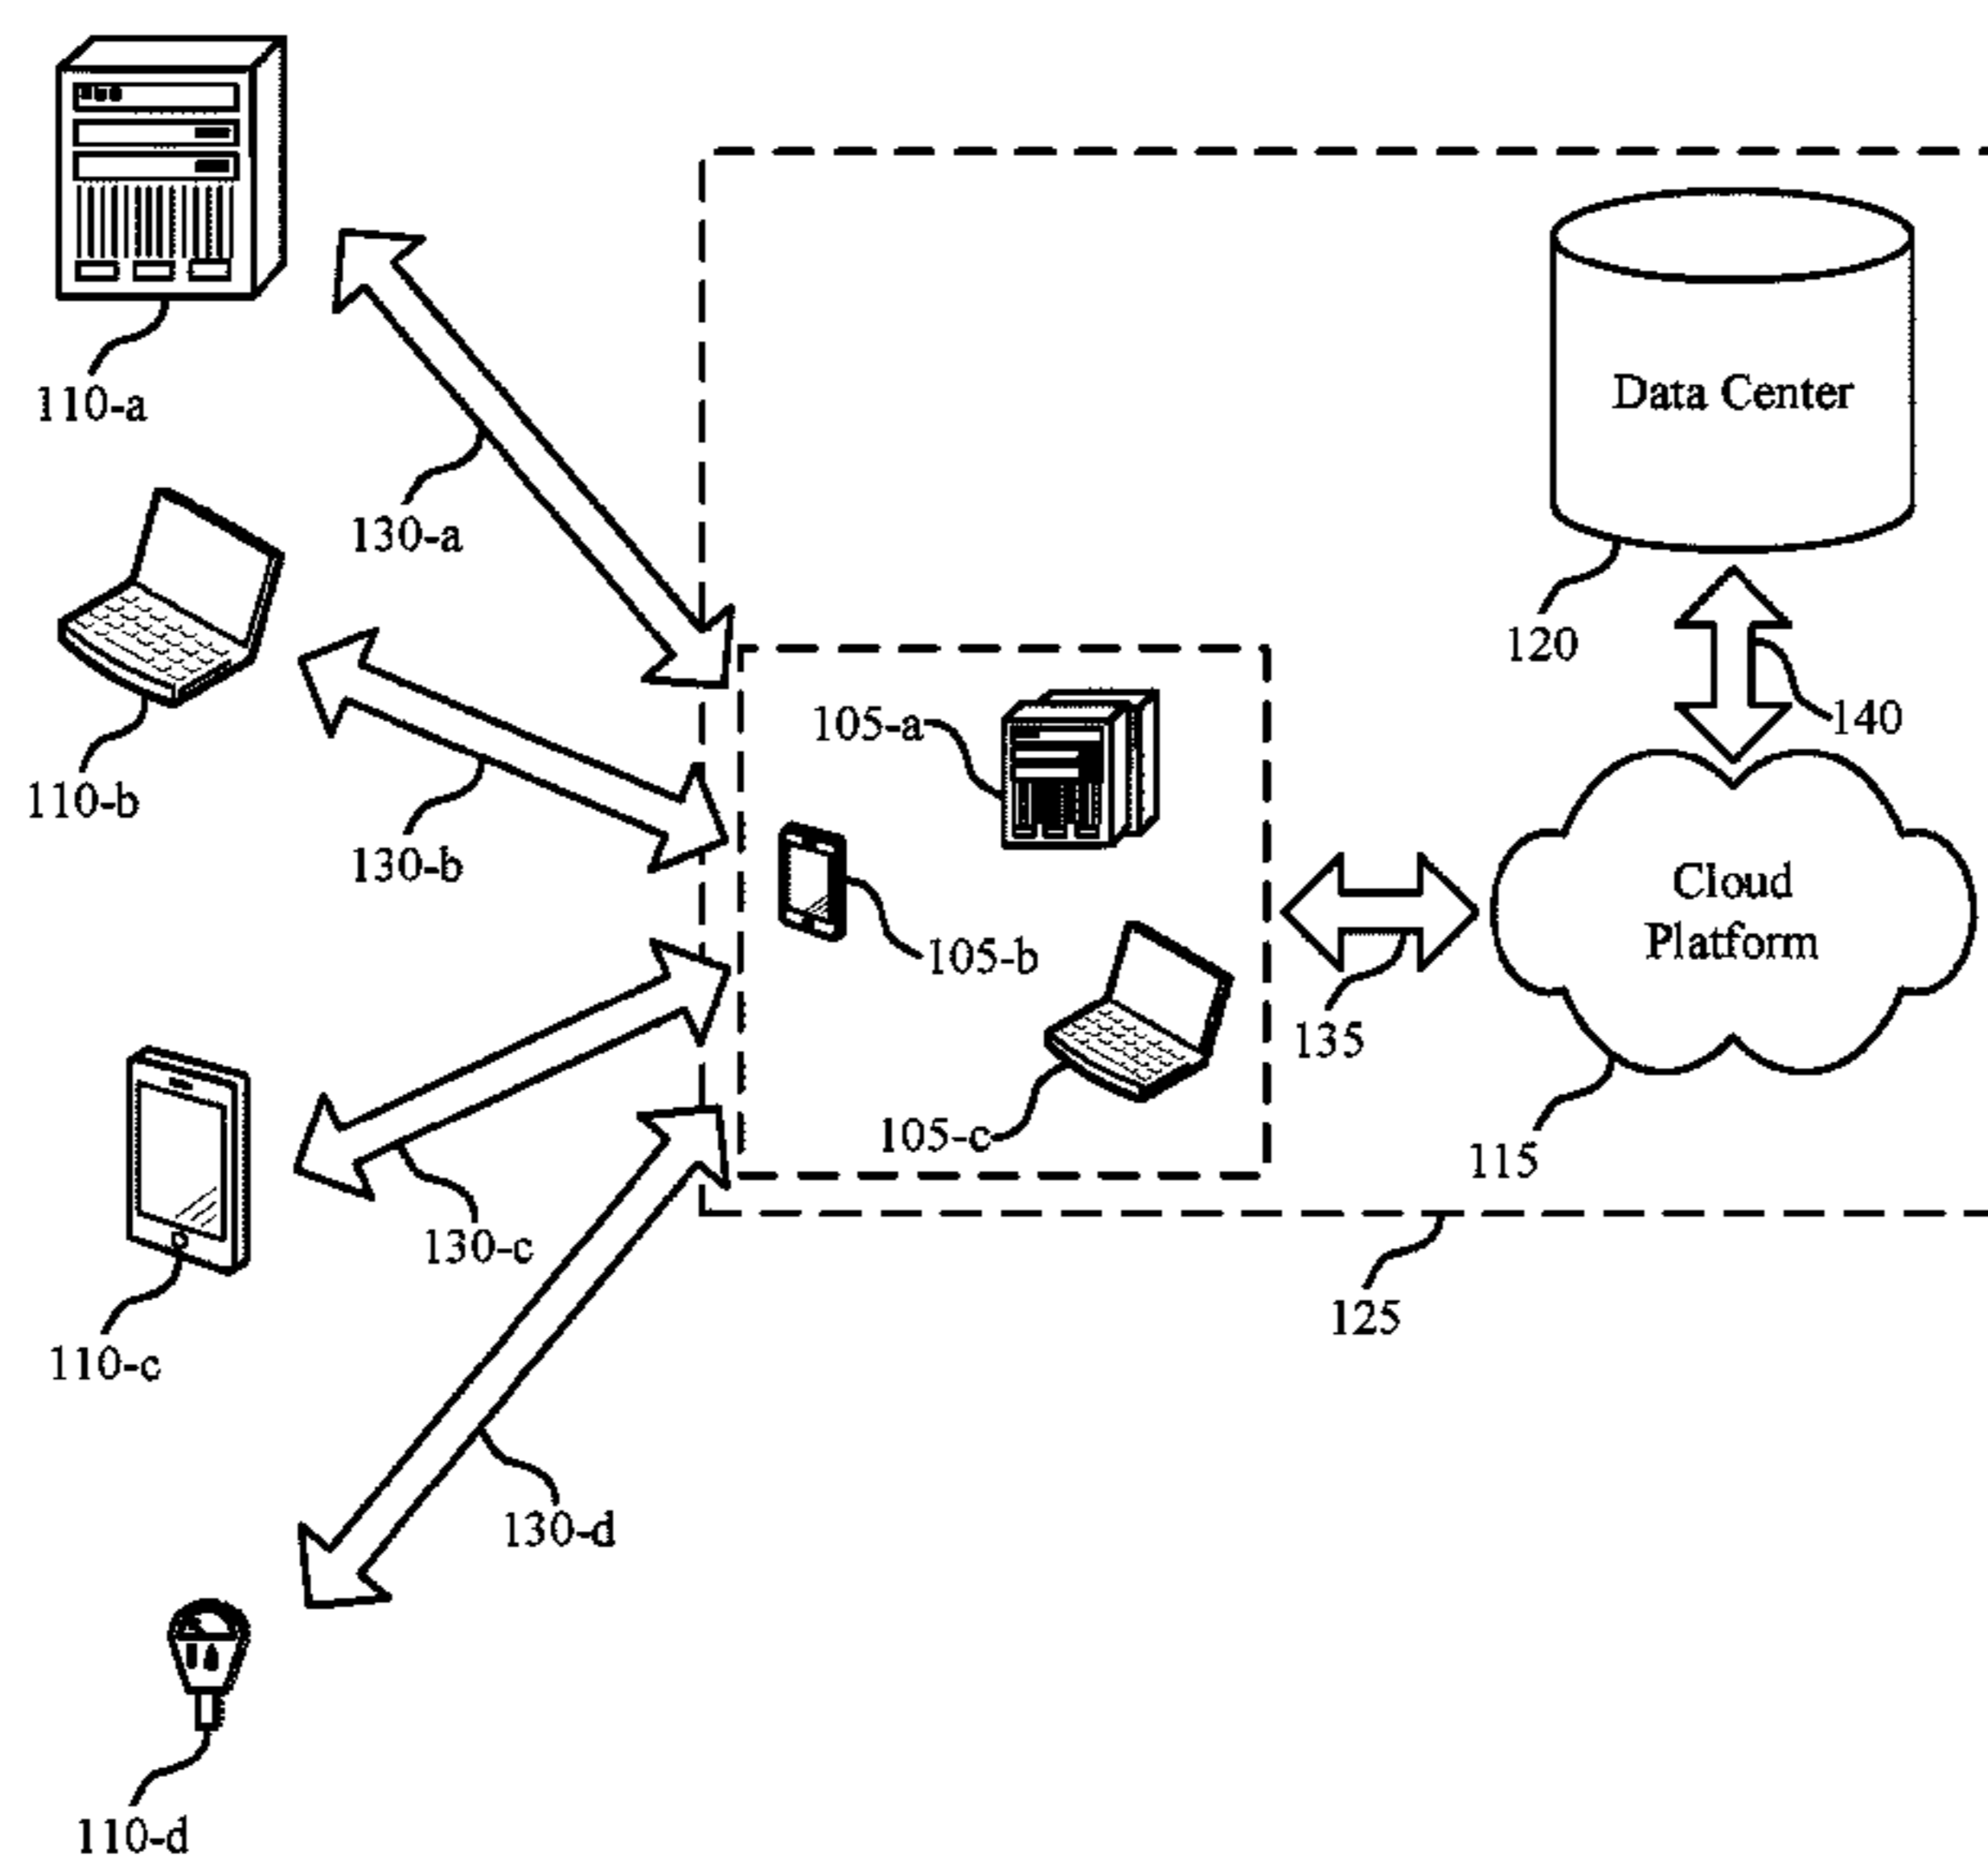 110-a
130-a
Data Center
120
140
110-b
130-b
105-a
105-b
105-c
Cloud
Platform
135
115
130-c
125
110-c
130-d
110-d